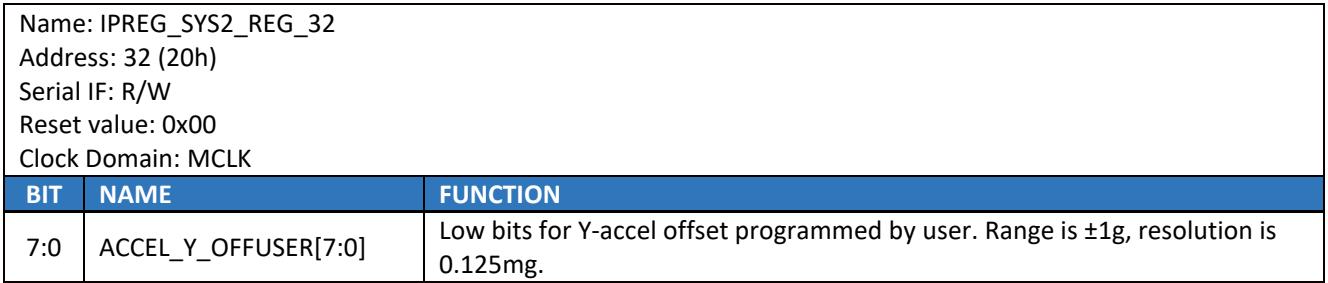 Name: IPREG_SYS2_REG_32
Address: 32 (20h)
Serial IF: R/W
Reset value: 0x00
Clock Domain: MCLK
BIT NAME FUNCTION
7:0 ACCEL_Y_OFFUSER[7:0] Low bits for Y-accel offset programmed by user. Range is ±1g, resolution is
0.125mg.